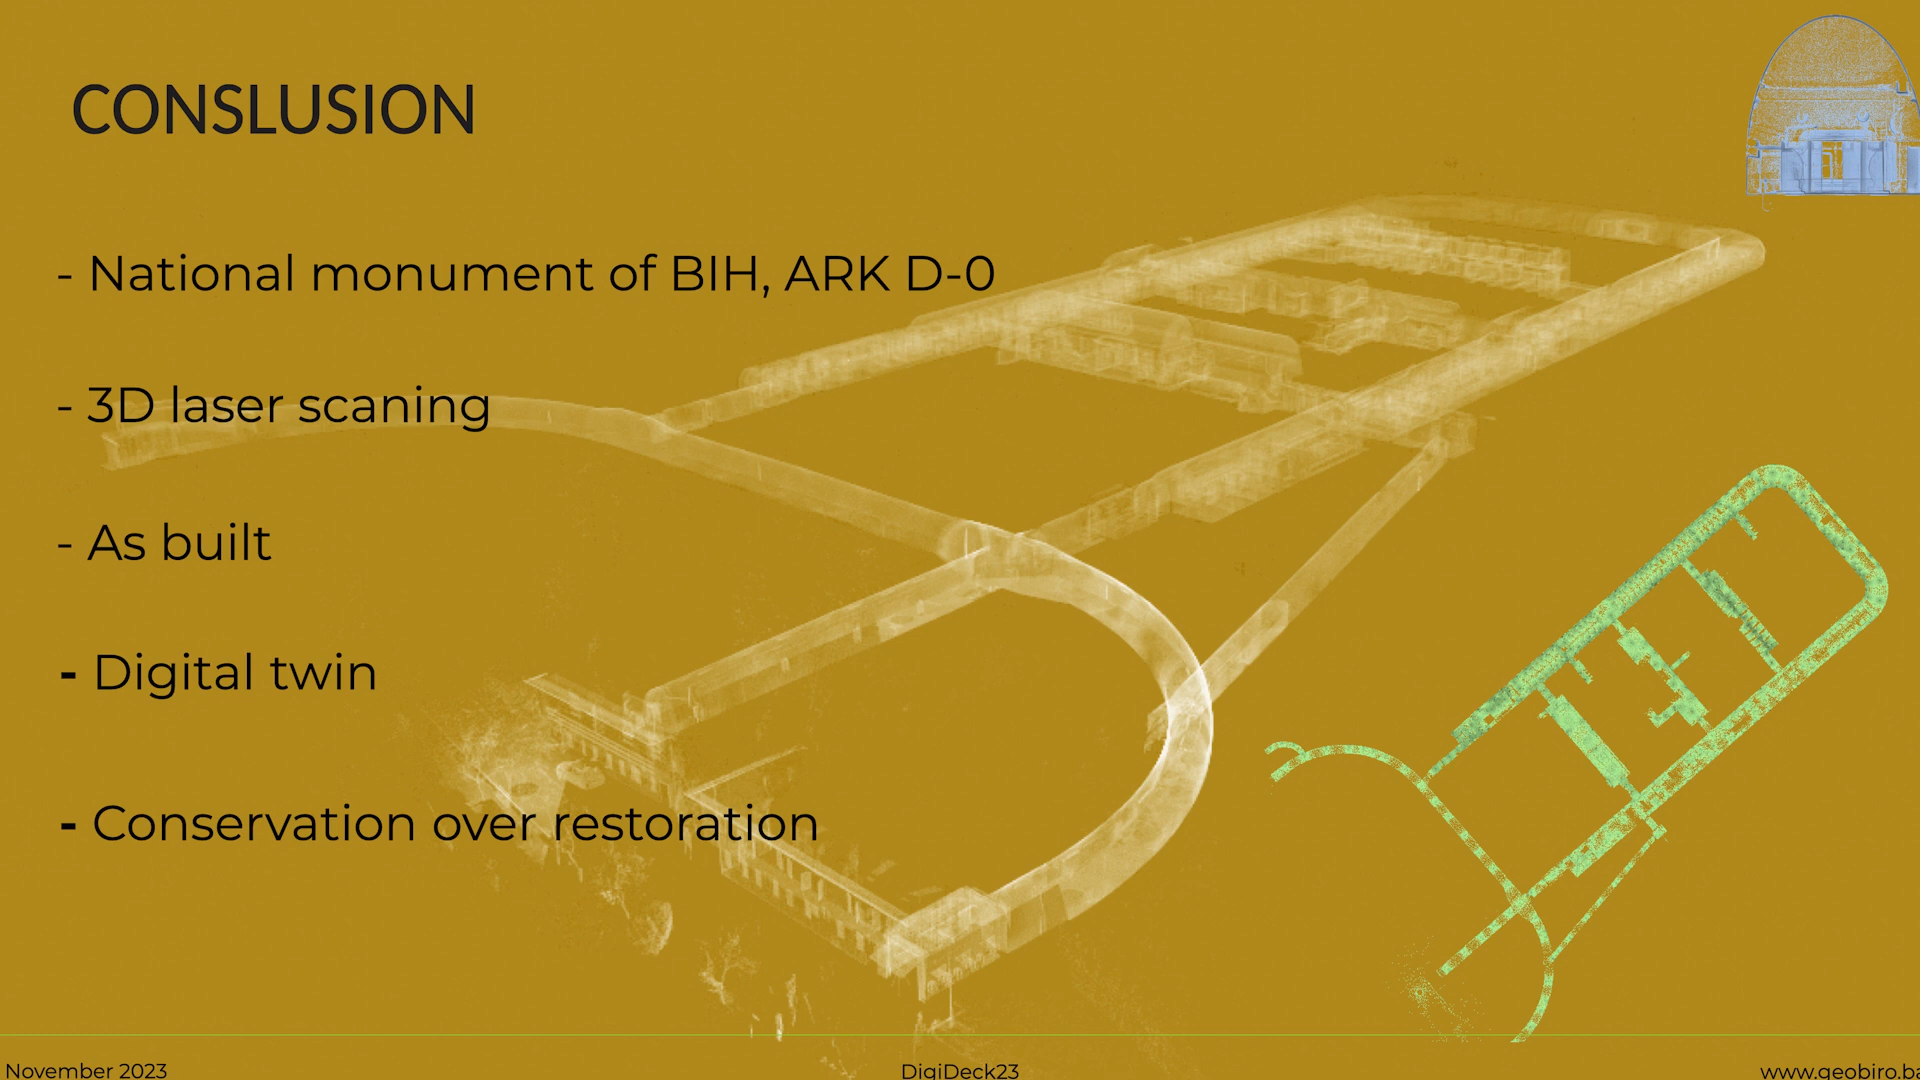 CONSLUSION
- National monument of BIH, ARK D-0
- 3D laser scaning
- As built
- Digital twin
- Conservation over restoration
November 2023
DigiDeck23
www.geobiro.ba